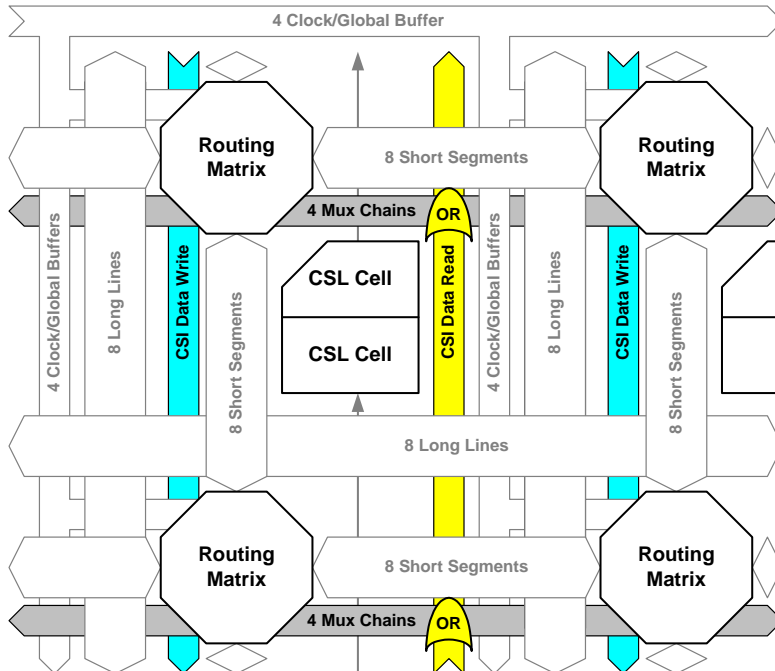 4 Clock/Global Buffer
Routing
Matrix
8 Short Segments
Routing
Matrix
4 Mux Chains
OR
4 Clock/Global Buffers
8 Long Lines
CSI Data Write
8 Short Segments
CSL Cell
CSL Cell
CSI Data Read
4 Clock/Global Buffers
8 Long Lines
CSI Data Write
8 Short Segments
8 Long Lines
Routing
Matrix
8 Short Segments
Routing
Matrix
4 Mux Chains
OR